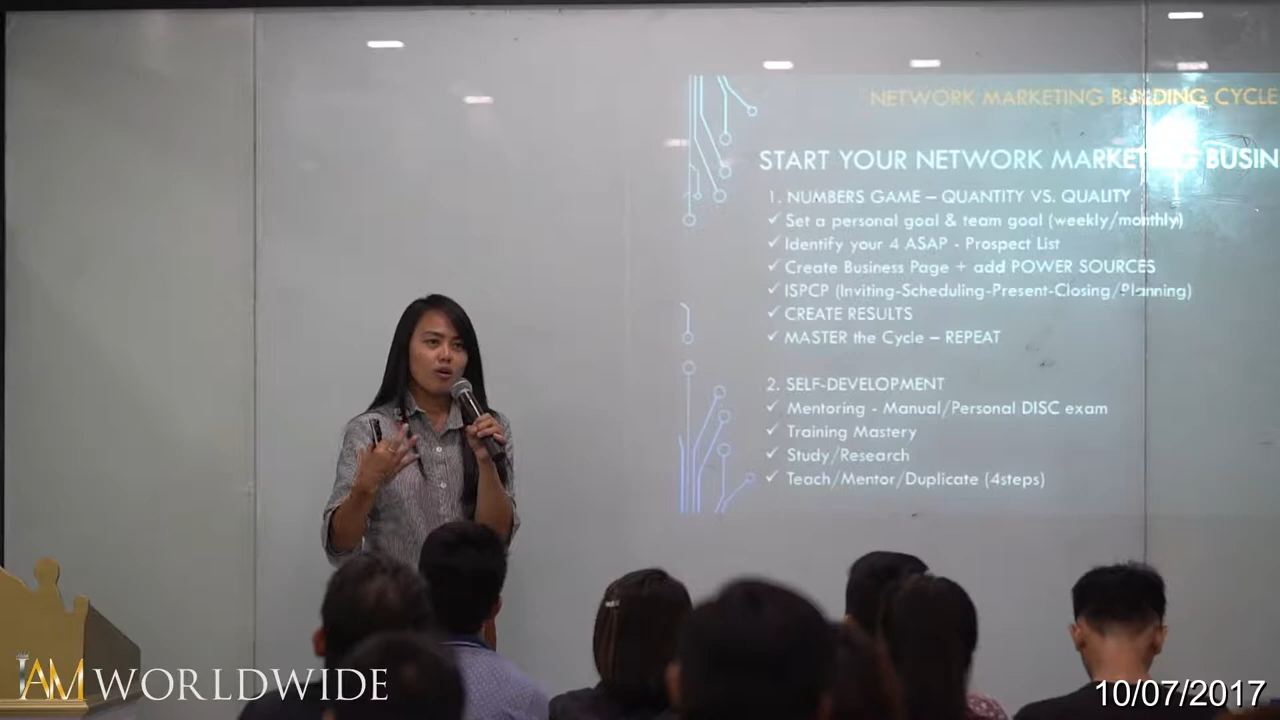 NETWORK MARKETING BUILDING CYCLE
START YOUR NETWORK MARKETING BUSIN
1. NUMBERS GAME – QUANTITY VS. QUALITY
✓ Set a personal goal & team goal (weekly/monthly)
✓ Identify your 4 ASAP - Prospect List
✓ Create Business Page + add POWER SOURCES
✓ ISPCP (Inviting-Scheduling-Present-Closing/Planning)
✓ CREATE RESULTS
✓ MASTER the Cycle – REPEAT
2. SELF-DEVELOPMENT
✓ Mentoring - Manual/Personal DISC exam
✓ Training Mastery
✓ Study/Research
✓ Teach/Mentor/Duplicate (4steps)
IAM WORLDWIDE
10/07/2017